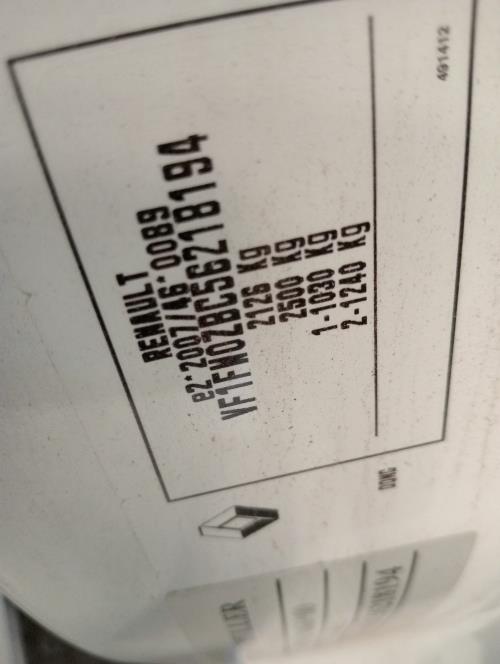 RENAULT
e2*2007/46*0089
VF1FW0ZBC56218194
2126 Kg
2500 Kg
1-1030 Kg
2-1240 Kg
491412